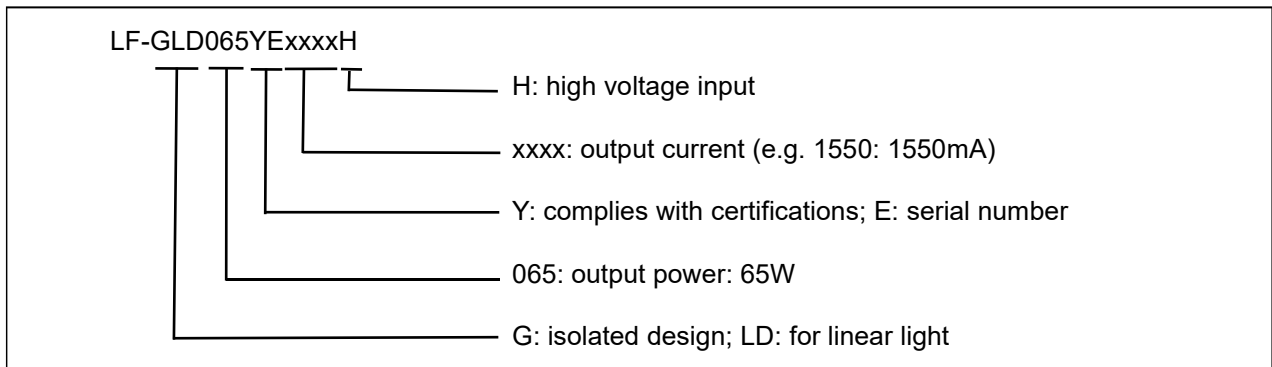 LF-GLD065YExxxxH
H: high voltage input
xxxx: output current (e.g. 1550: 1550mA)
Y: complies with certifications; E: serial number
065: output power: 65W
G: isolated design; LD: for linear light